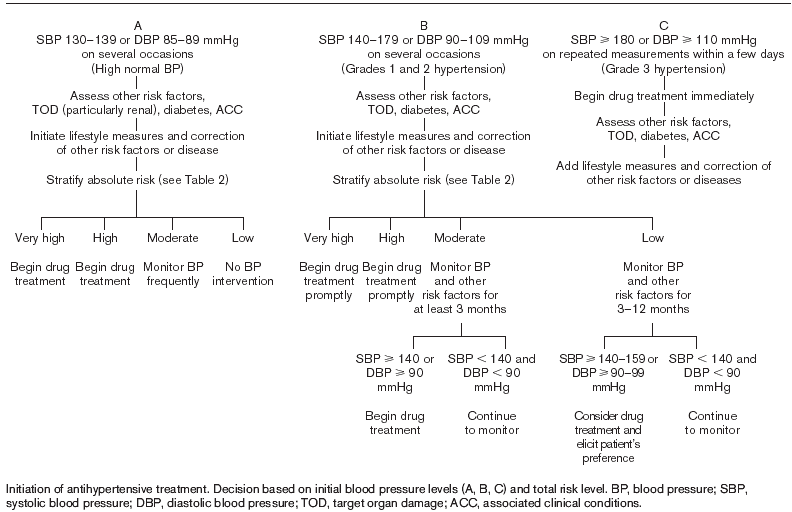 A
SBP 130–139 or DBP 85–89 mmHg
on several occasions
(High normal BP)
Assess other risk factors,
TOD (particularly renal), diabetes, ACC
Initiate lifestyle measures and correction
of other risk factors or disease
Stratify absolute risk (see Table 2)
Very high
Begin drug
treatment
High
Begin drug
treatment
Moderate
Monitor BP
frequently
Low
No BP
intervention
B
SBP 140–179 or DBP 90–109 mmHg
on several occasions
(Grades 1 and 2 hypertension)
Assess other risk factors,
TOD, diabetes, ACC
Initiate lifestyle measures and correction
of other risk factors or disease
Stratify absolute risk (see Table 2)
Very high
Begin drug
treatment
promptly
High
Begin drug
treatment
promptly
Moderate
Monitor BP
and other
risk factors for
at least 3 months
SBP ≥ 140 or
DBP ≥ 90
mmHg
Begin drug
treatment
SBP < 140 and
DBP < 90
mmHg
Continue
to monitor
Low
Monitor BP
and other
risk factors for
3–12 months
SBP ≥ 140–159 or
DBP ≥ 90–99
mmHg
Consider drug
treatment and
elicit patient's
preference
SBP < 140 and
DBP < 90
mmHg
Continue
to monitor
C
SBP ≥ 180 or DBP ≥ 110 mmHg
on repeated measurements within a few days
(Grade 3 hypertension)
Begin drug treatment immediately
Assess other risk factors,
TOD, diabetes, ACC
Add lifestyle measures and correction of
other risk factors or diseases
Initiation of antihypertensive treatment. Decision based on initial blood pressure levels (A, B, C) and total risk level. BP, blood pressure; SBP,
systolic blood pressure; DBP, diastolic blood pressure; TOD, target organ damage; ACC, associated clinical conditions.